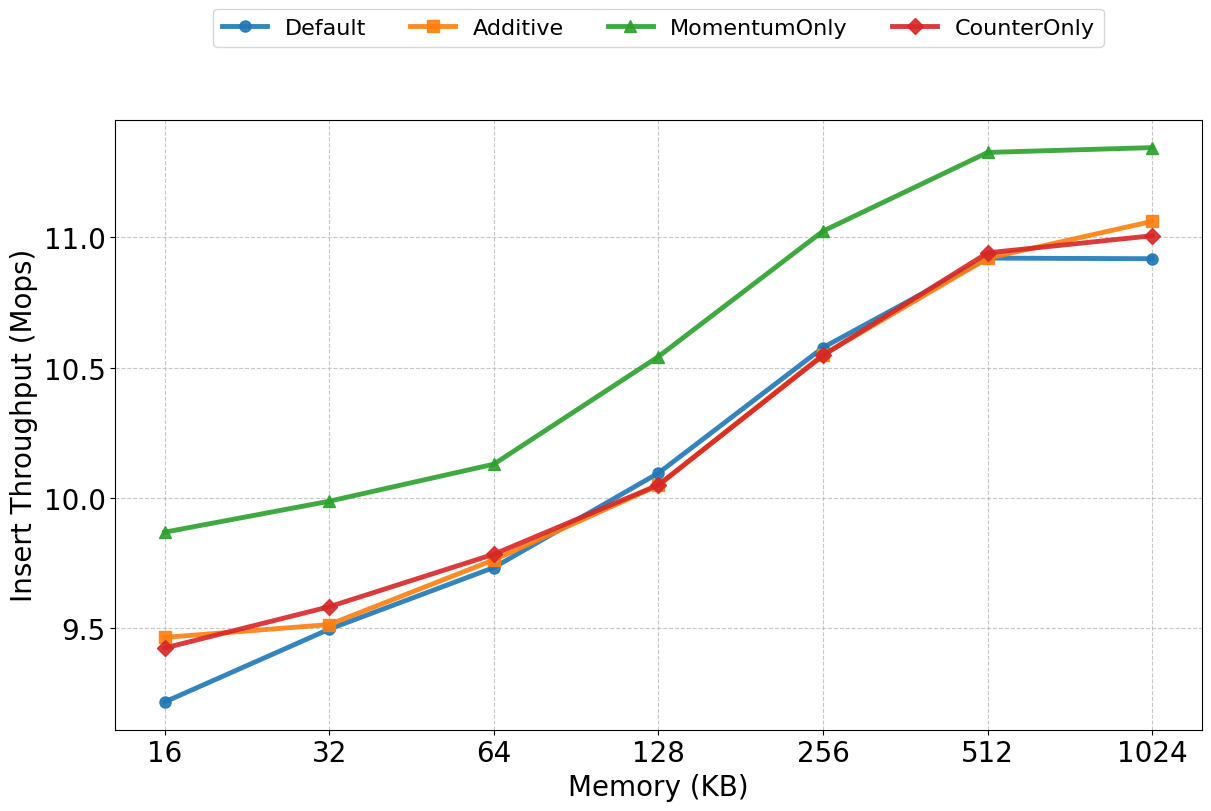 Default Additive MomentumOnly CounterOnly
11.0
10.5
10.0
9.5
Insert Throughput (Mops)
16 32 64 128 256 512 1024
Memory (KB)